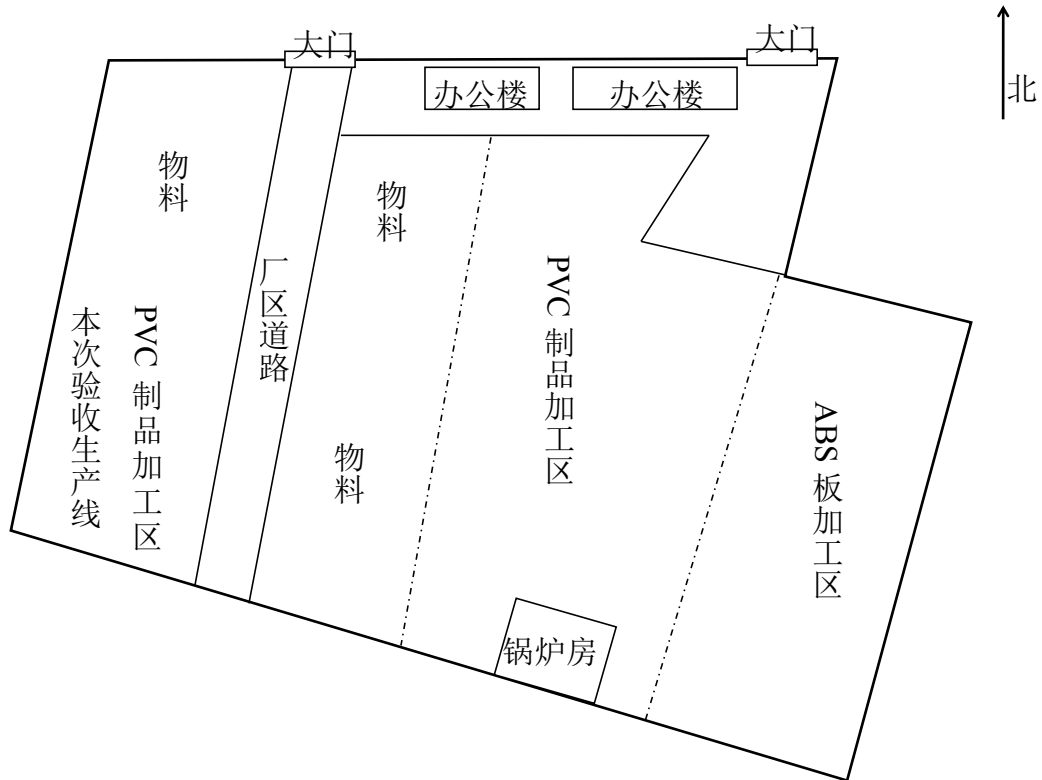 大门
大门
北
办公楼
办公楼
物料
物料
厂区道路
PVC 制品加工区
本次验收生产线
PVC 制品加工区
ABS 板加工区
物料
锅炉房